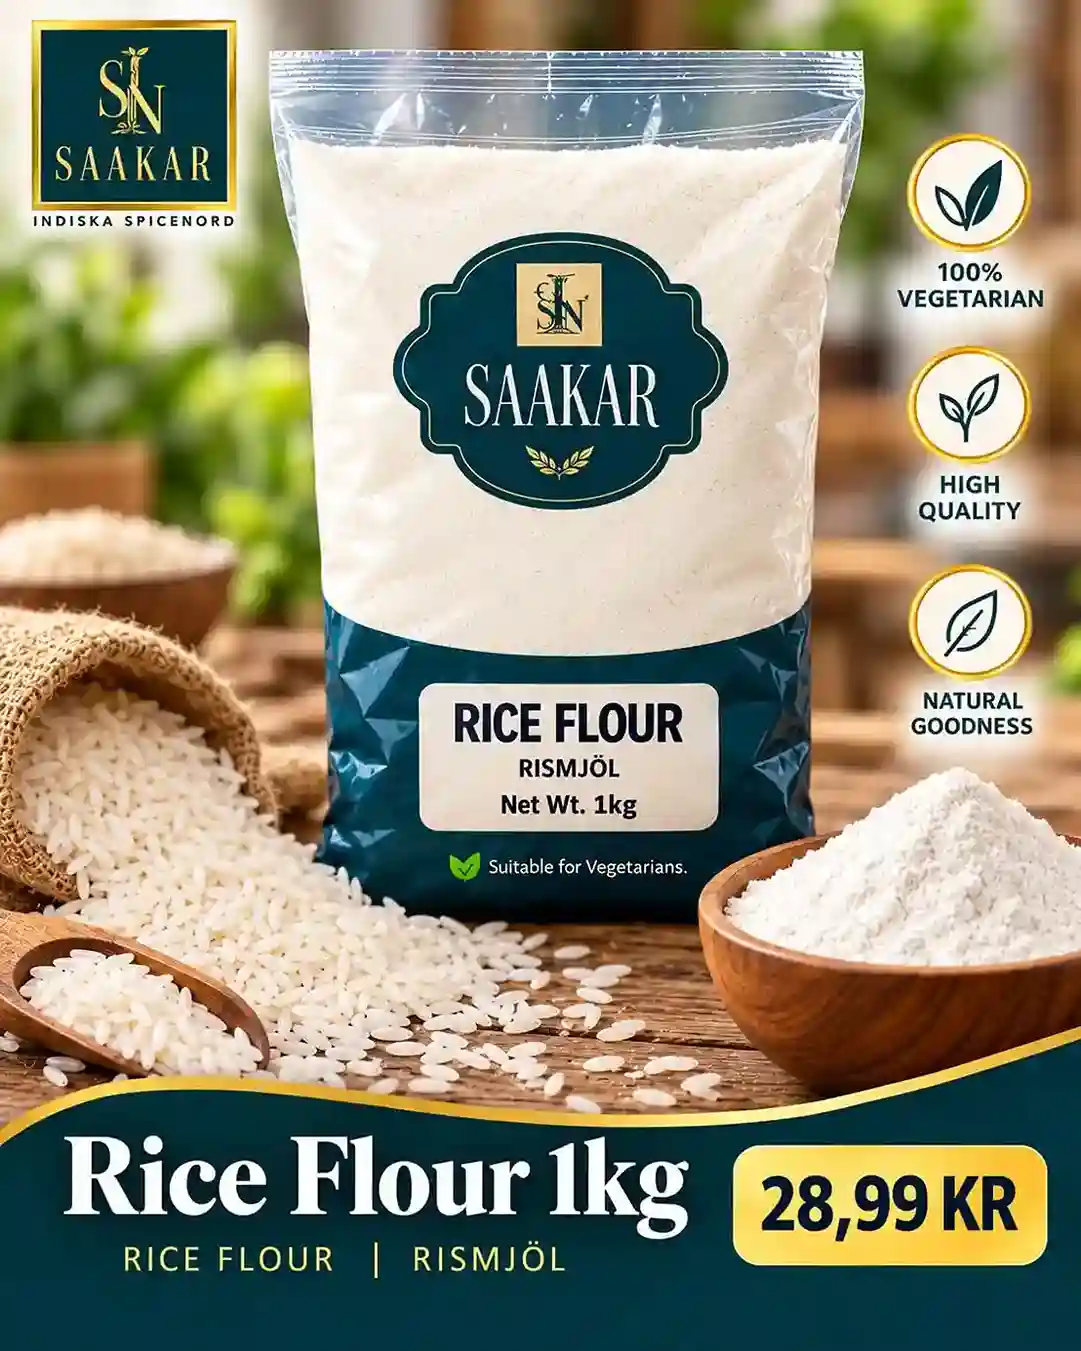 SN
SAAKAR
INDISKA SPICENORD
SN
SAAKAR
100%
VEGETARIAN
HIGH
QUALITY
NATURAL
GOODNESS
RICE FLOUR
RISMJÖL
Net Wt. 1kg
Suitable for Vegetarians.
Rice Flour 1kg
28,99 KR
RICE FLOUR | RISMJÖL